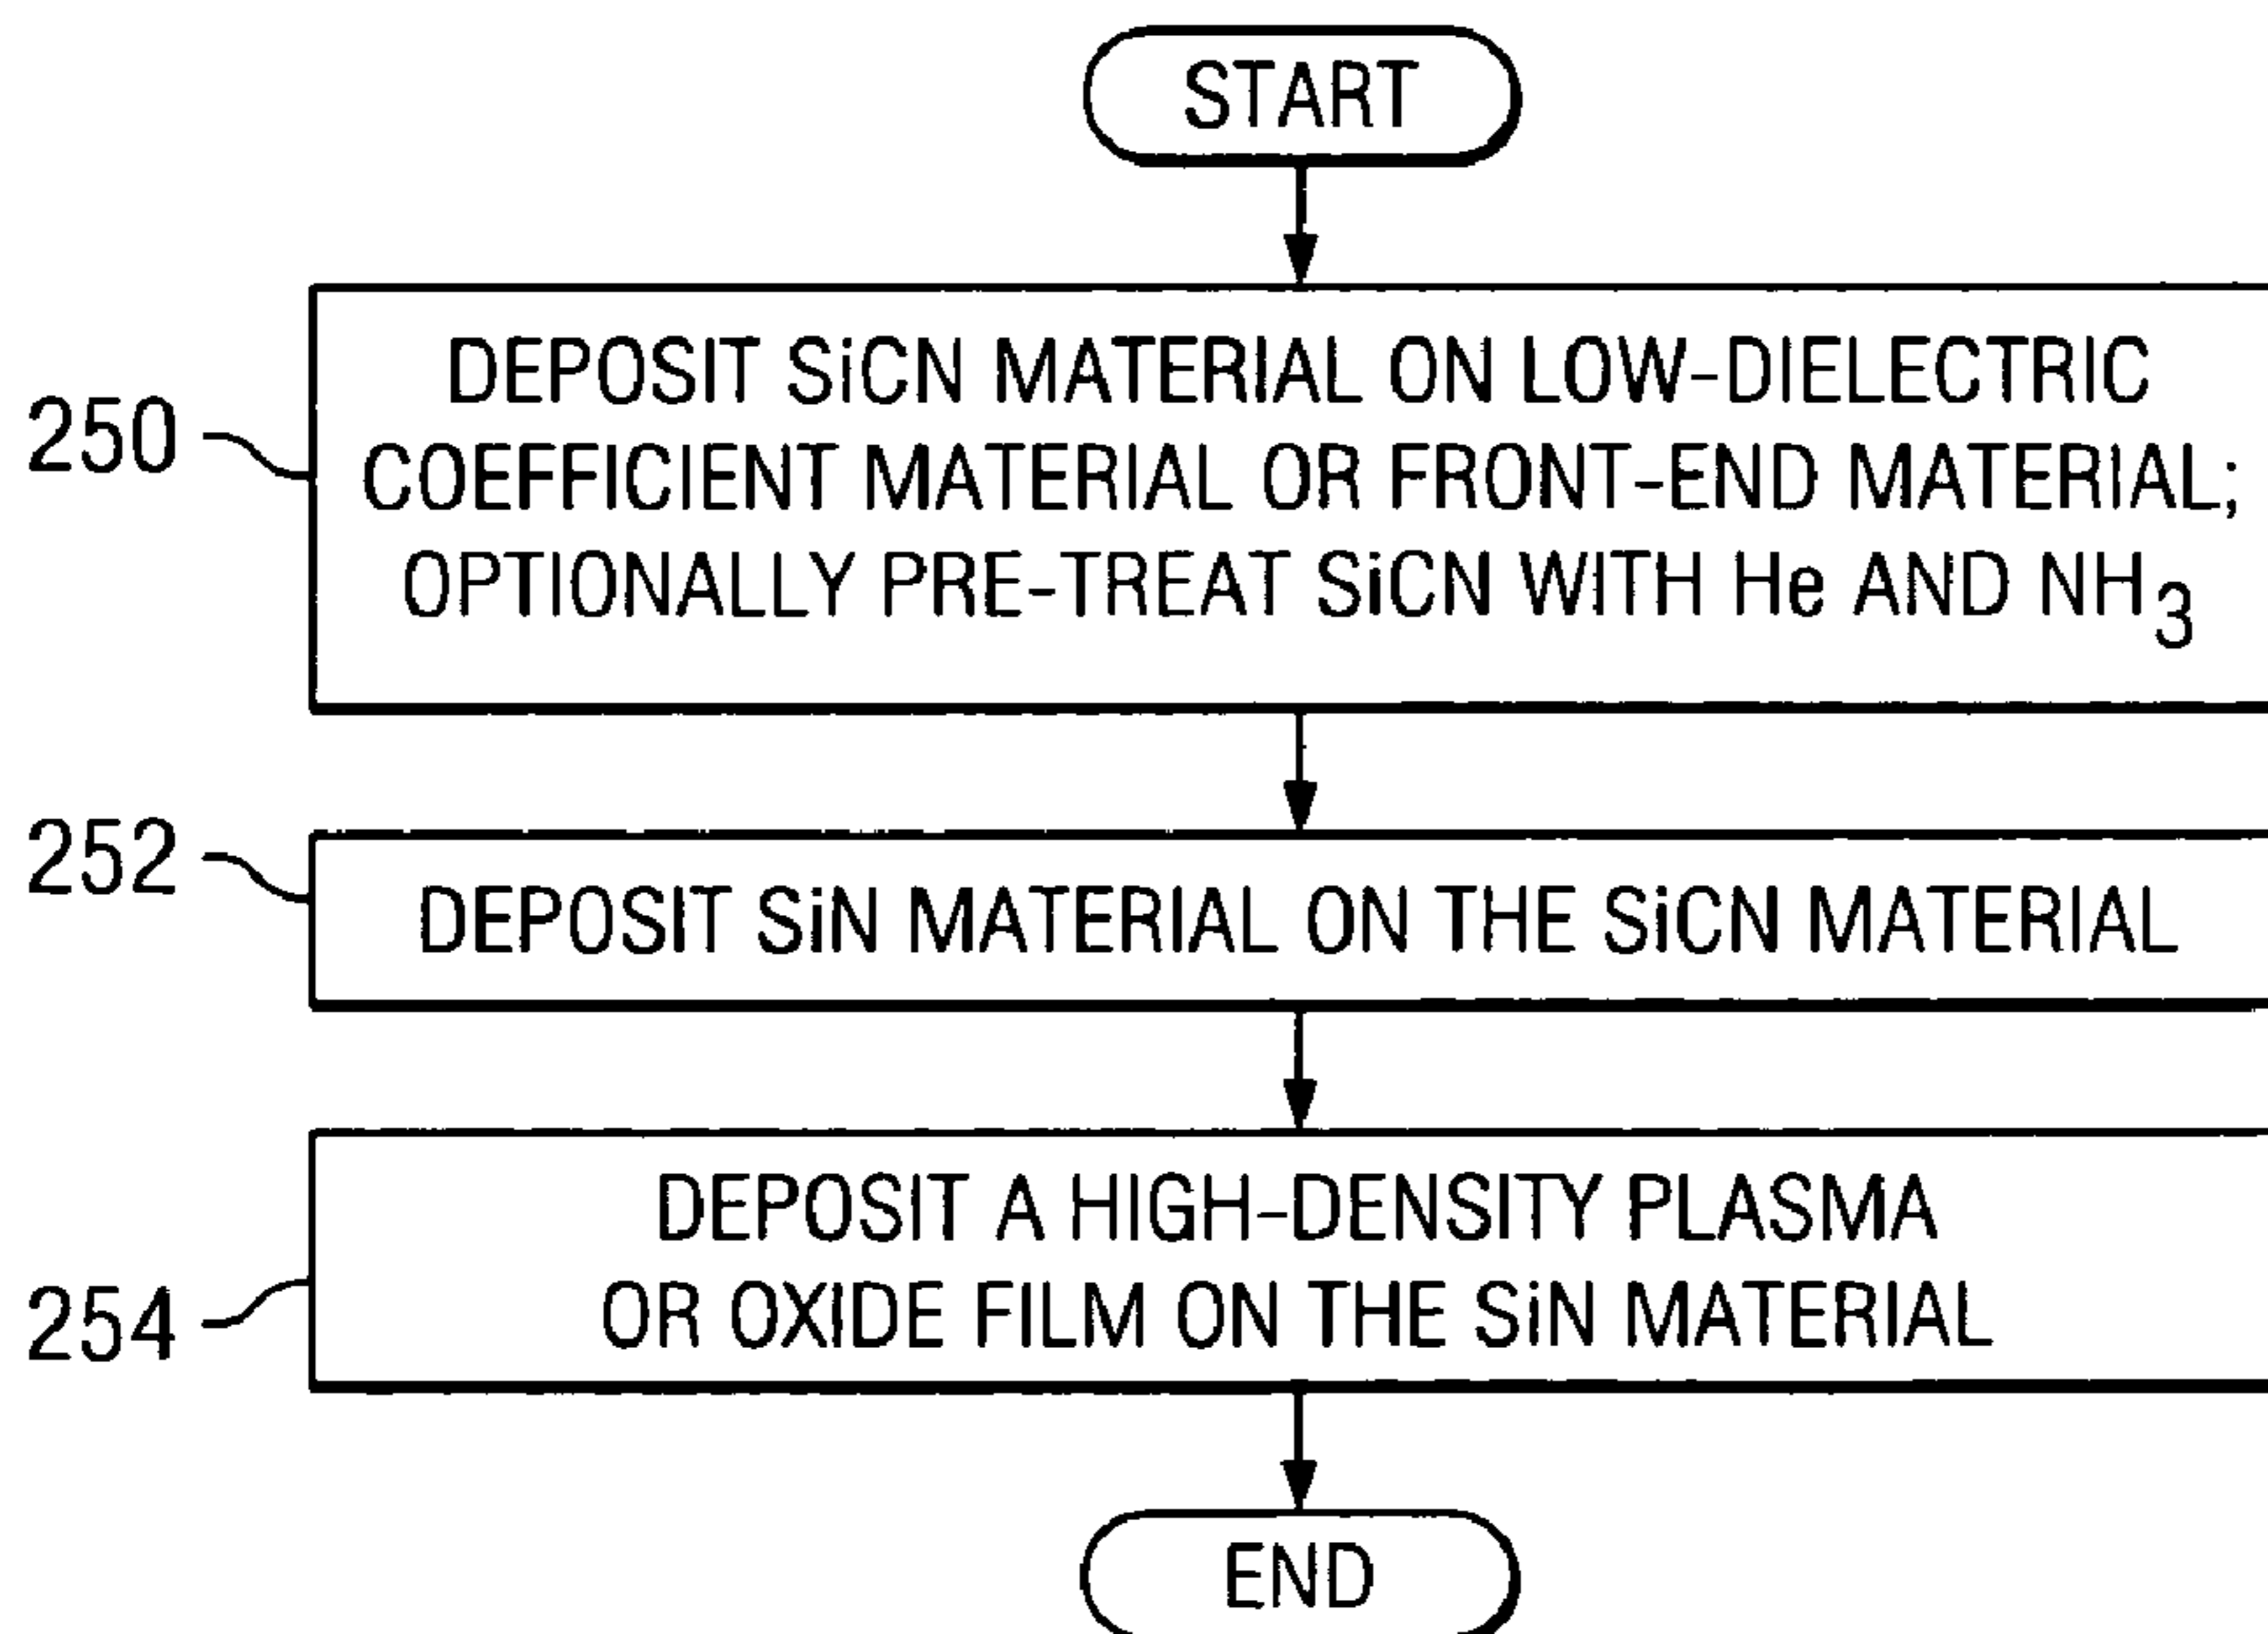 START
250
DEPOSIT SiCN MATERIAL ON LOW-DIELECTRIC
COEFFICIENT MATERIAL OR FRONT-END MATERIAL;
OPTIONALLY PRE-TREAT SiCN WITH He AND NH3
252
DEPOSIT SiN MATERIAL ON THE SiCN MATERIAL
254
DEPOSIT A HIGH-DENSITY PLASMA
OR OXIDE FILM ON THE SiN MATERIAL
END